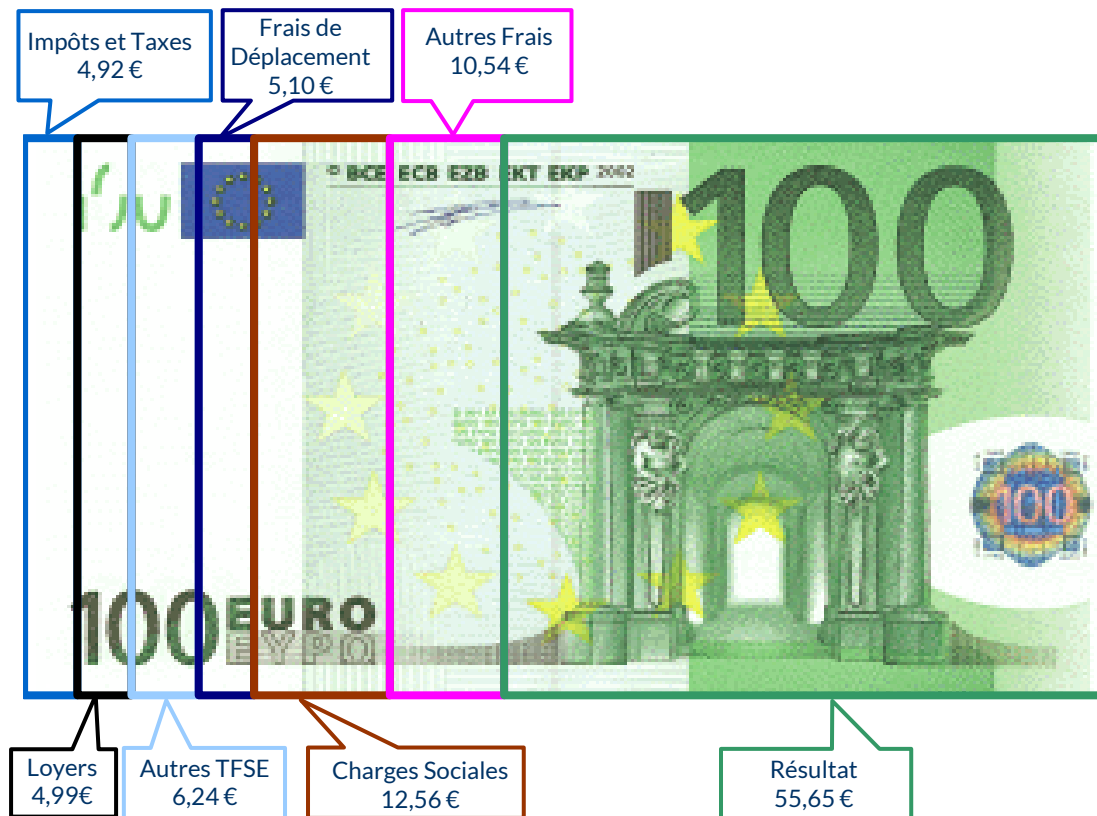 Impôts et Taxes
4,92 €
Frais de
Déplacement
5,10 €
Autres Frais
10,54 €
© BCE ECB EZB EKT EKP 2002
100
100
100 EURO
ΕΥΡΩ
Loyers
4,99€
Autres TFSE
6,24 €
Charges Sociales
12,56 €
Résultat
55,65 €